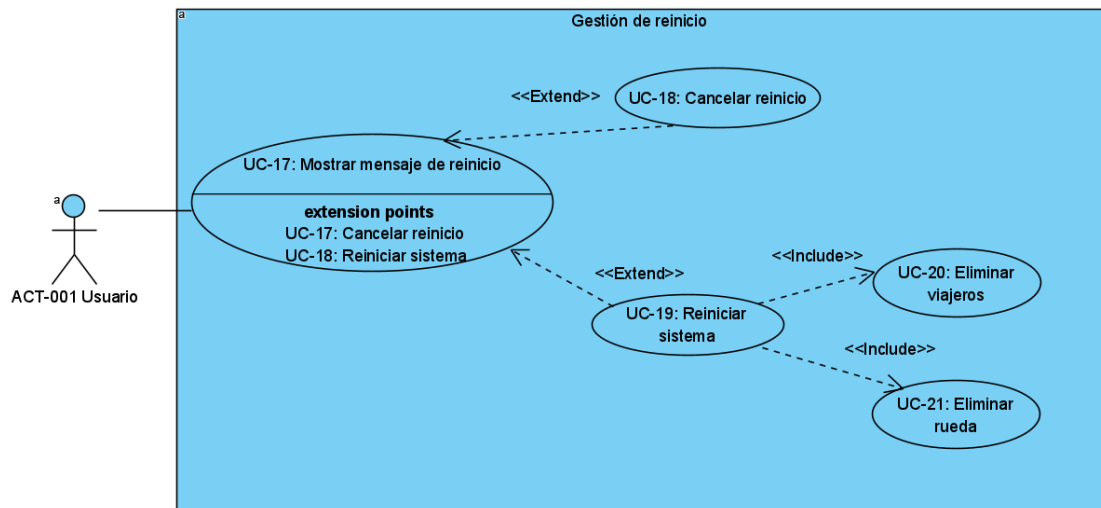 a
Gestión de reinicio
<<Extend>>
UC-18: Cancelar reinicio
UC-17: Mostrar mensaje de reinicio
extension points
UC-17: Cancelar reinicio
UC-18: Reiniciar sistema
a
ACT-001 Usuario
<<Extend>>
UC-19: Reiniciar
sistema
<<Include>>
UC-20: Eliminar
viajeros
<<Include>>
UC-21: Eliminar
rueda